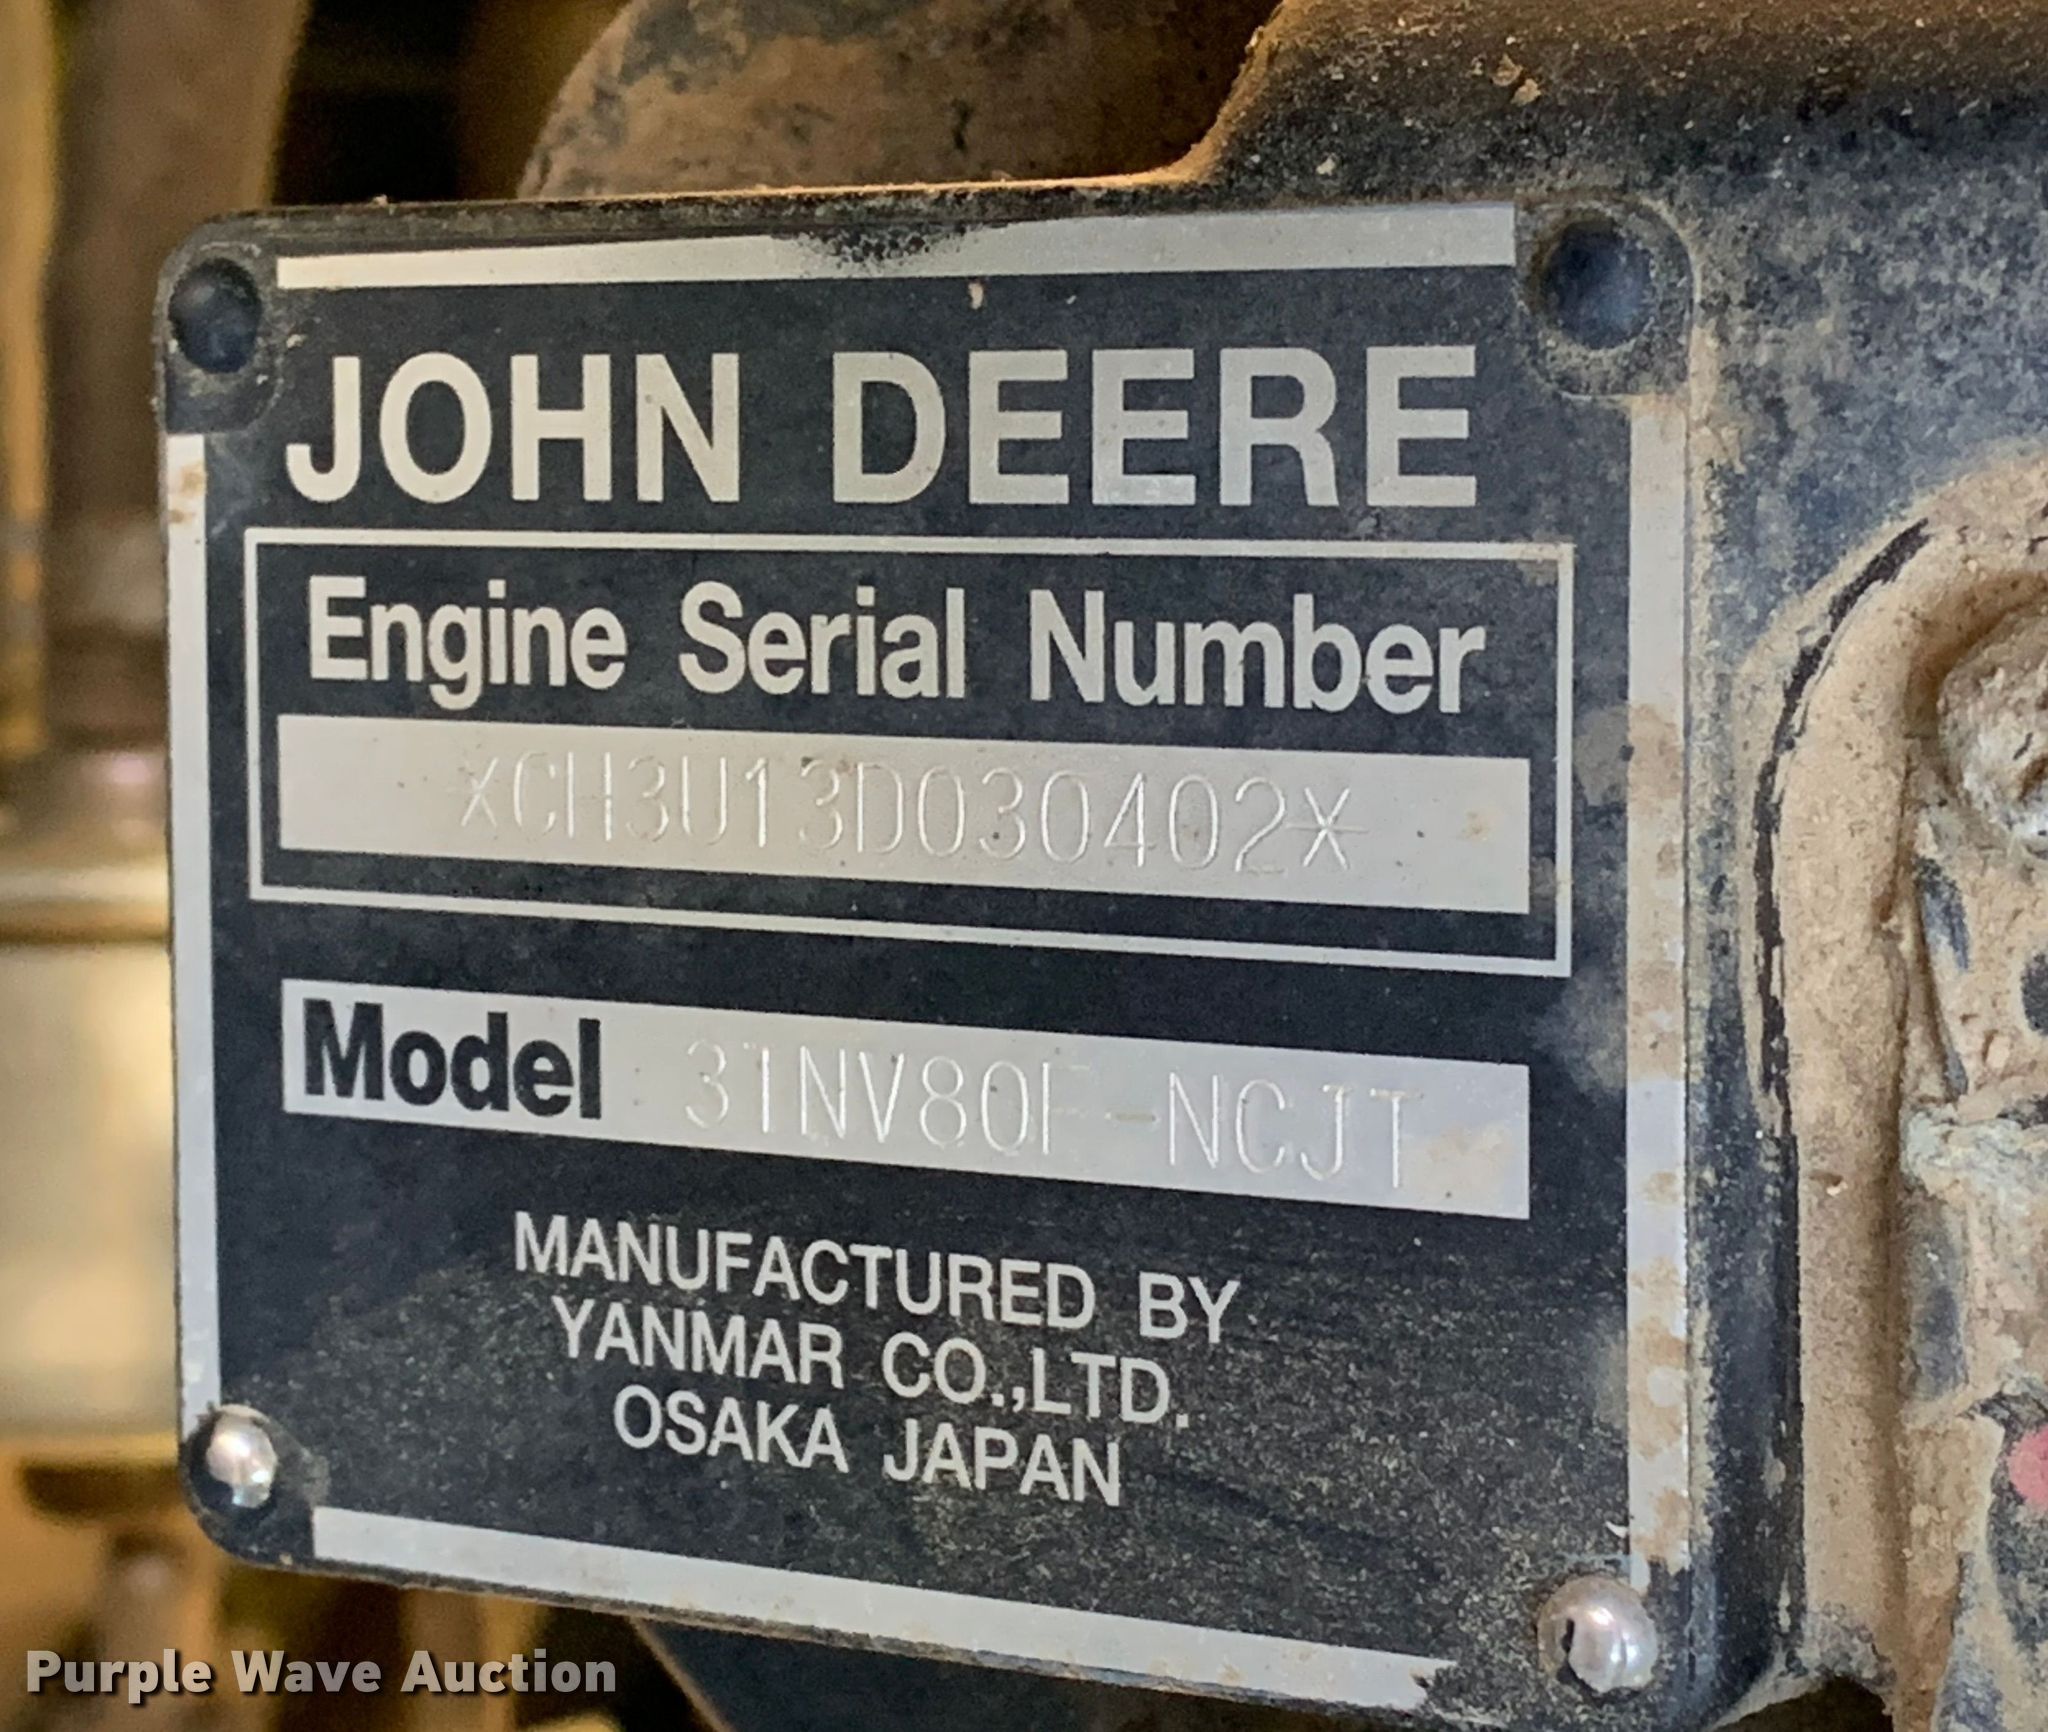 JOHN DEERE
Engine Serial Number
*CH3U13D030402*
Model 3TNV80F-NCJT
MANUFACTURED BY
YANMAR CO.,LTD.
OSAKA JAPAN
Purple Wave Auction